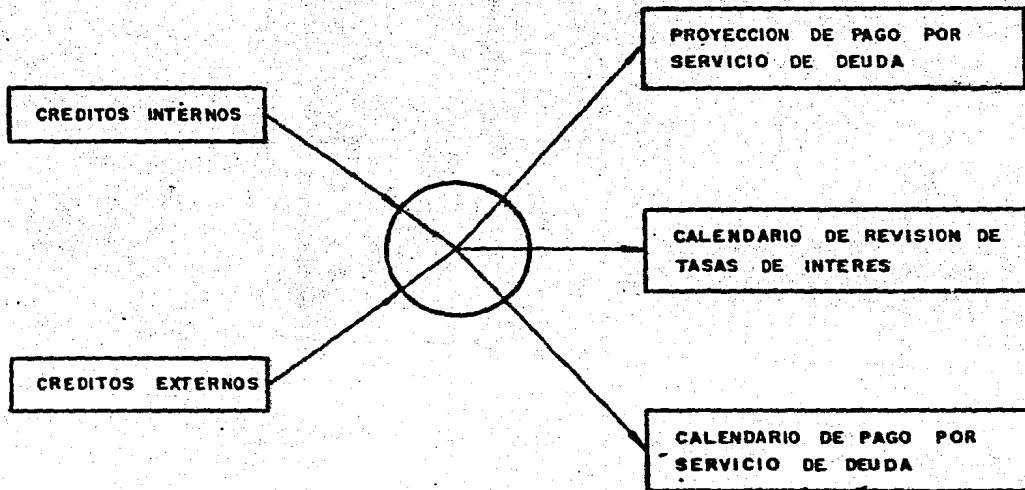 PROYECCION DE PAGO POR
SERVICIO DE DEUDA
CREDITOS INTERNOS
CALENDARIO DE REVISION DE
TASAS DE INTERES
CREDITOS EXTERNOS
CALENDARIO DE PAGO POR
SERVICIO DE DEUDA